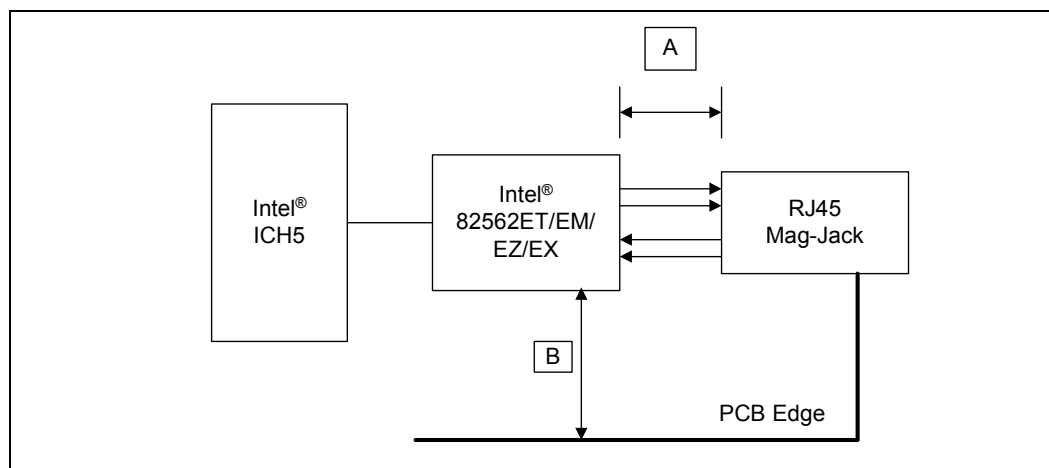 A
Intel®
ICH5
Intel®
82562ET/EM/
EZ/EX
RJ45
Mag-Jack
B
PCB Edge